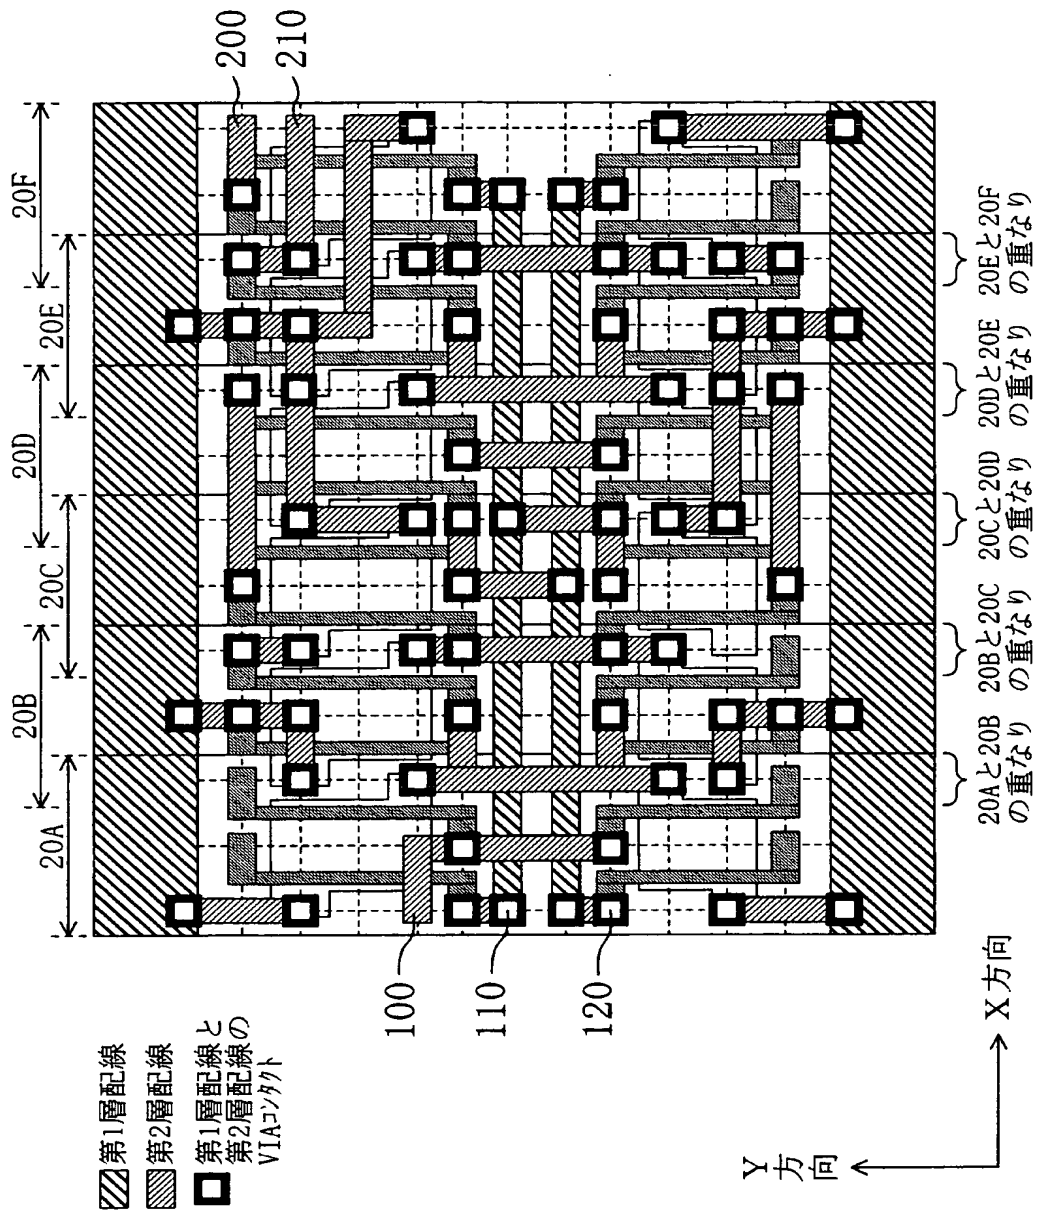 200
210
20F
20E
20D
20C
20B
20A
20Eと20F
の重なり
20Dと20E
の重なり
20Cと20D
の重なり
20Bと20C
の重なり
20Aと20B
の重なり
100
110
120
第1層配線
第2層配線
第1層配線と
第2層配線の
VIAコンタクト
Y方向
X方向